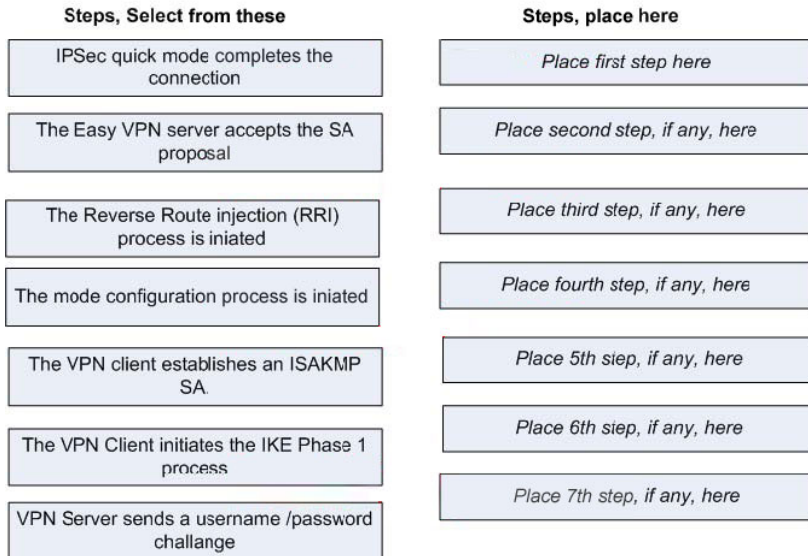 Steps, Select from these
IPSec quick mode completes the
connection
The Easy VPN server accepts the SA
proposal
The Reverse Route injection (RRI)
process is iniated
The mode configuration process is iniated
The VPN client establishes an ISAKMP
SA.
The VPN Client initiates the IKE Phase 1
process
VPN Server sends a username /password
challange
Steps, place here
Place first step here
Place second step, if any, here
Place third step, if any, here
Place fourth step, if any, here
Place 5th step, if any, here
Place 6th step, if any, here
Place 7th step, if any, here